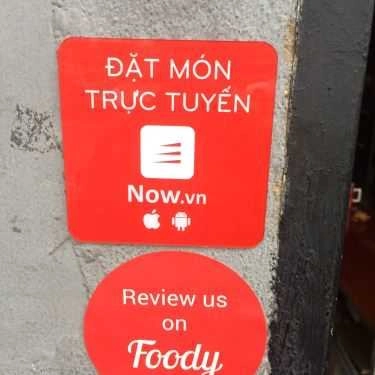 ĐẶT MÓN
TRỰC TUYẾN
Now.vn
Review us
on
Foody